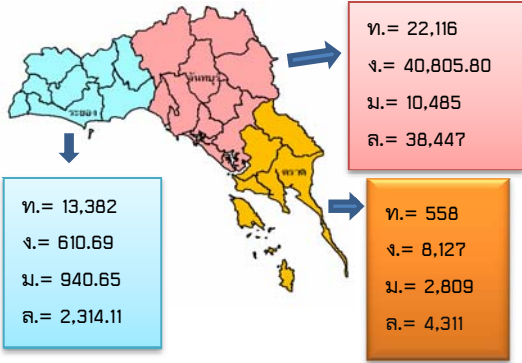 ท.= 22,116
ง.= 40,805.80
ม.= 10,485
ล.= 38,447
จันทบุรี
ระยอง
ตราด
ท.= 13,382
ง.= 610.69
ม.= 940.65
ล.= 2,314.11
ท.= 558
ง.= 8,127
ม.= 2,809
ล.= 4,311